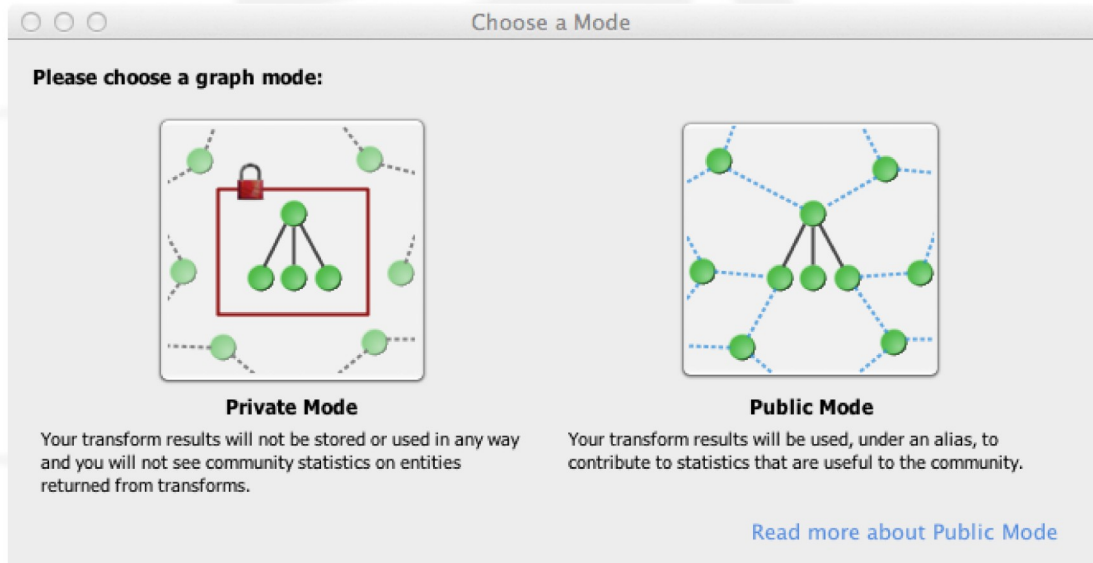 Choose a Mode
Please choose a graph mode:
Private Mode
Your transform results will not be stored or used in any way
and you will not see community statistics on entities
returned from transforms.
Public Mode
Your transform results will be used, under an alias, to
contribute to statistics that are useful to the community.
Read more about Public Mode